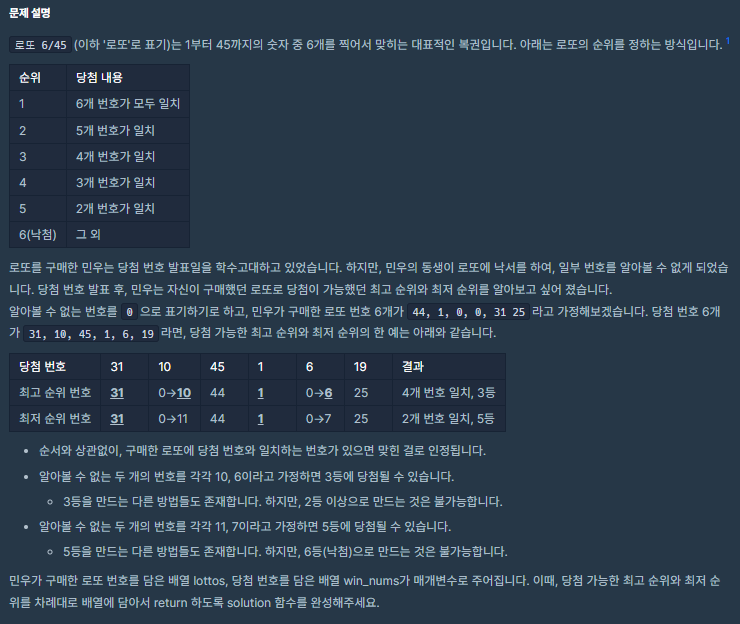 문제 설명
로또 6/45 (이하 '로또'로 표기)는 1부터 45까지의 숫자 중 6개를 찍어서 맞히는 대표적인 복권입니다. 아래는 로또의 순위를 정하는 방식입니다. 1
순위 당첨 내용
1 6개 번호가 모두 일치
2 5개 번호가 일치
3 4개 번호가 일치
4 3개 번호가 일치
5 2개 번호가 일치
6(낙첨) 그 외
로또를 구매한 민우는 당첨 번호 발표일을 학수고대하고 있었습니다. 하지만, 민우의 동생이 로또에 낙서를 하여, 일부 번호를 알아볼 수 없게 되었습
니다. 당첨 번호 발표 후, 민우는 자신이 구매했던 로또로 당첨이 가능했던 최고 순위와 최저 순위를 알아보고 싶어 졌습니다.
알아볼 수 없는 번호를 0 으로 표기하기로 하고, 민우가 구매한 로또 번호 6개가 44, 1, 0, 0, 31 25 라고 가정해보겠습니다. 당첨 번호 6개
가 31, 10, 45, 1, 6, 19 라면, 당첨 가능한 최고 순위와 최저 순위의 한 예는 아래와 같습니다.
당첨 번호 31 10 45 1 6 19 결과
최고 순위 번호 31 0→10 44 1 0→6 25 4개 번호 일치, 3등
최저 순위 번호 31 0→11 44 1 0→7 25 2개 번호 일치, 5등
• 순서와 상관없이, 구매한 로또에 당첨 번호와 일치하는 번호가 있으면 맞힌 걸로 인정됩니다.
• 알아볼 수 없는 두 개의 번호를 각각 10, 6이라고 가정하면 3등에 당첨될 수 있습니다.
◦ 3등을 만드는 다른 방법들도 존재합니다. 하지만, 2등 이상으로 만드는 것은 불가능합니다.
• 알아볼 수 없는 두 개의 번호를 각각 11, 7이라고 가정하면 5등에 당첨될 수 있습니다.
◦ 5등을 만드는 다른 방법들도 존재합니다. 하지만, 6등(낙첨)으로 만드는 것은 불가능합니다.
민우가 구매한 로또 번호를 담은 배열 lottos, 당첨 번호를 담은 배열 win_nums가 매개변수로 주어집니다. 이때, 당첨 가능한 최고 순위와 최저 순
위를 차례대로 배열에 담아서 return 하도록 solution 함수를 완성해주세요.